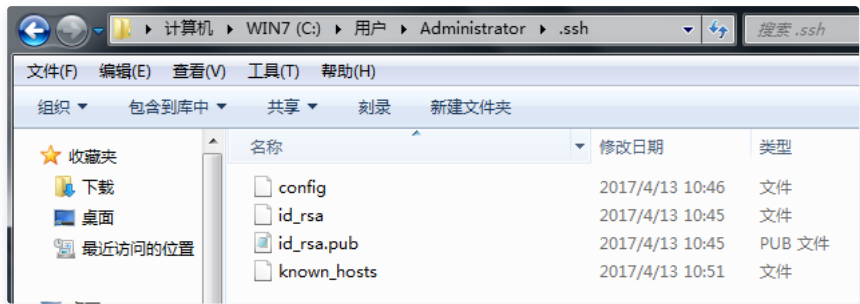 计算机 WIN7 (C:) 用户 Administrator .ssh 搜索 .ssh
文件(F) 编辑(E) 查看(V) 工具(T) 帮助(H)
组织 包含到库中 共享 刻录 新建文件夹
收藏夹
下载
桌面
最近访问的位置
名称 修改日期 类型
config 2017/4/13 10:46 文件
id_rsa 2017/4/13 10:45 文件
id_rsa.pub 2017/4/13 10:45 PUB 文件
known_hosts 2017/4/13 10:51 文件